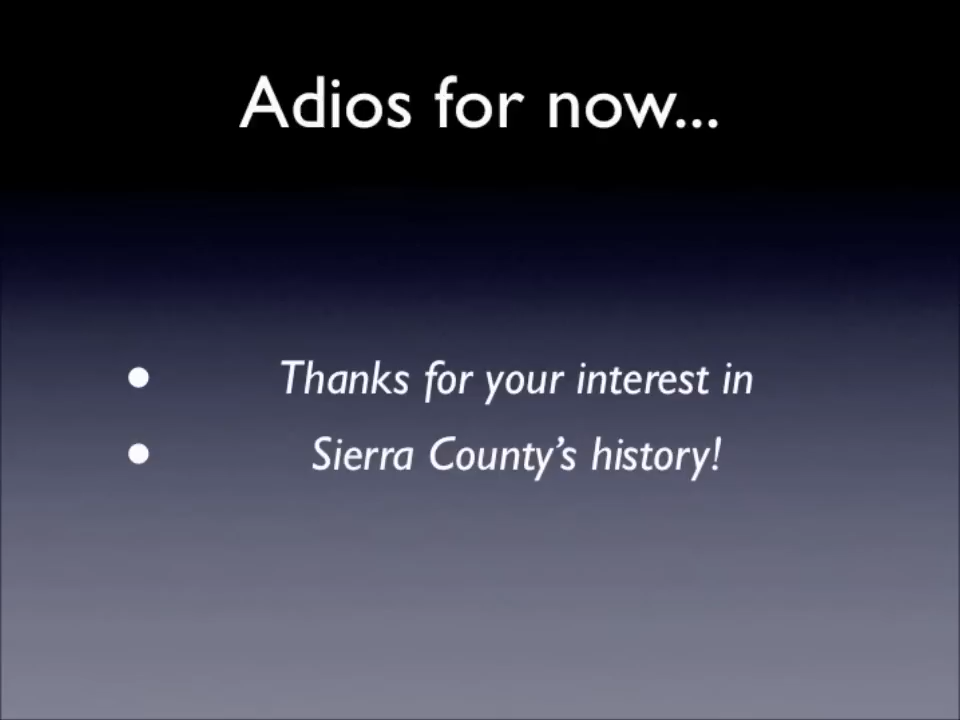 Adios for now...
• Thanks for your interest in
• Sierra County’s history!